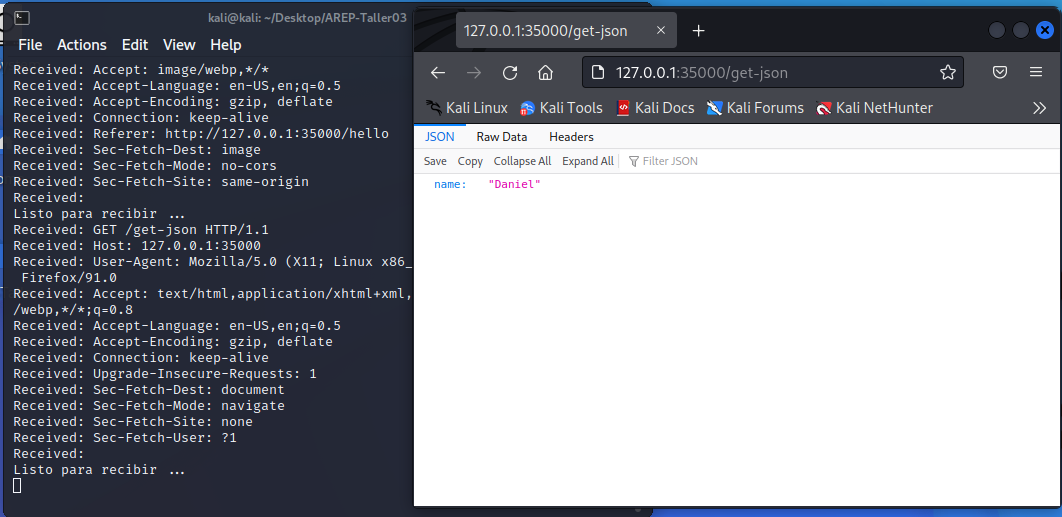 kali@kali: ~/Desktop/AREP-Taller03
File Actions Edit View Help
Received: Accept: image/webp,*/*
Received: Accept-Language: en-US,en;q=0.5
Received: Accept-Encoding: gzip, deflate
Received: Connection: keep-alive
Received: Referer: http://127.0.0.1:35000/hello
Received: Sec-Fetch-Dest: image
Received: Sec-Fetch-Mode: no-cors
Received: Sec-Fetch-Site: same-origin
Received:
Listo para recibir ...
Received: GET /get-json HTTP/1.1
Received: Host: 127.0.0.1:35000
Received: User-Agent: Mozilla/5.0 (X11; Linux x86_
Firefox/91.0
Received: Accept: text/html,application/xhtml+xml,
/webp,*/*;q=0.8
Received: Accept-Language: en-US,en;q=0.5
Received: Accept-Encoding: gzip, deflate
Received: Connection: keep-alive
Received: Upgrade-Insecure-Requests: 1
Received: Sec-Fetch-Dest: document
Received: Sec-Fetch-Mode: navigate
Received: Sec-Fetch-Site: none
Received: Sec-Fetch-User: ?1
Received:
Listo para recibir ...
127.0.0.1:35000/get-json
127.0.0.1:35000/get-json
Kali Linux Kali Tools Kali Docs Kali Forums Kali NetHunter
JSON Raw Data Headers
Save Copy Collapse All Expand All Filter JSON
name: "Daniel"